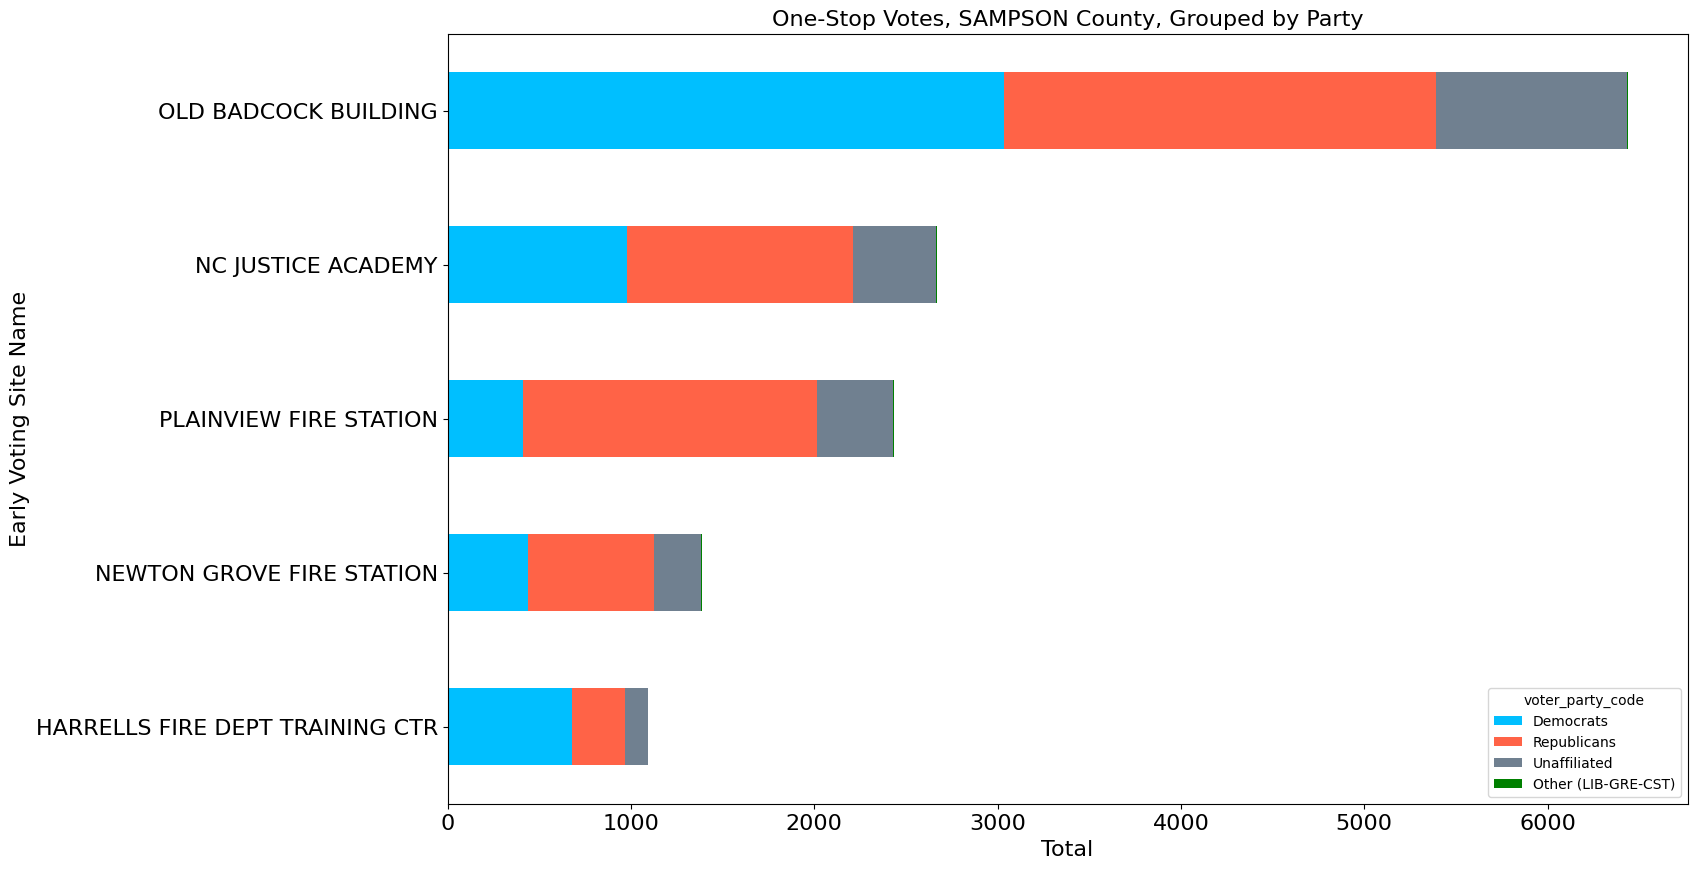 One-Stop Votes, SAMPSON County, Grouped by Party
Early Voting Site Name
OLD BADCOCK BUILDING
NC JUSTICE ACADEMY
PLAINVIEW FIRE STATION
NEWTON GROVE FIRE STATION
HARRELLS FIRE DEPT TRAINING CTR
voter_party_code
Democrats
Republicans
Unaffiliated
Other (LIB-GRE-CST)
0 1000 2000 3000 4000 5000 6000
Total